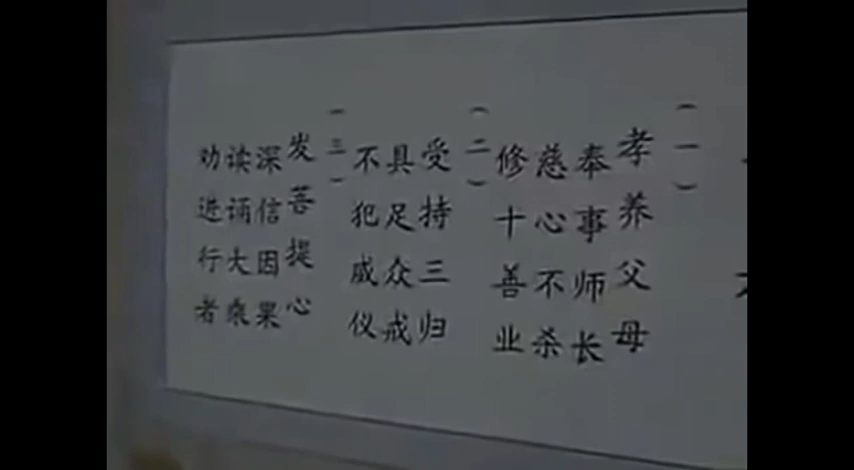 （一）
孝养父母
奉事师长
慈心不杀
修十善业
（二）
受持三归
具足众戒
不犯威仪
（三）
发菩提心
深信因果
读诵大乘
劝进行者